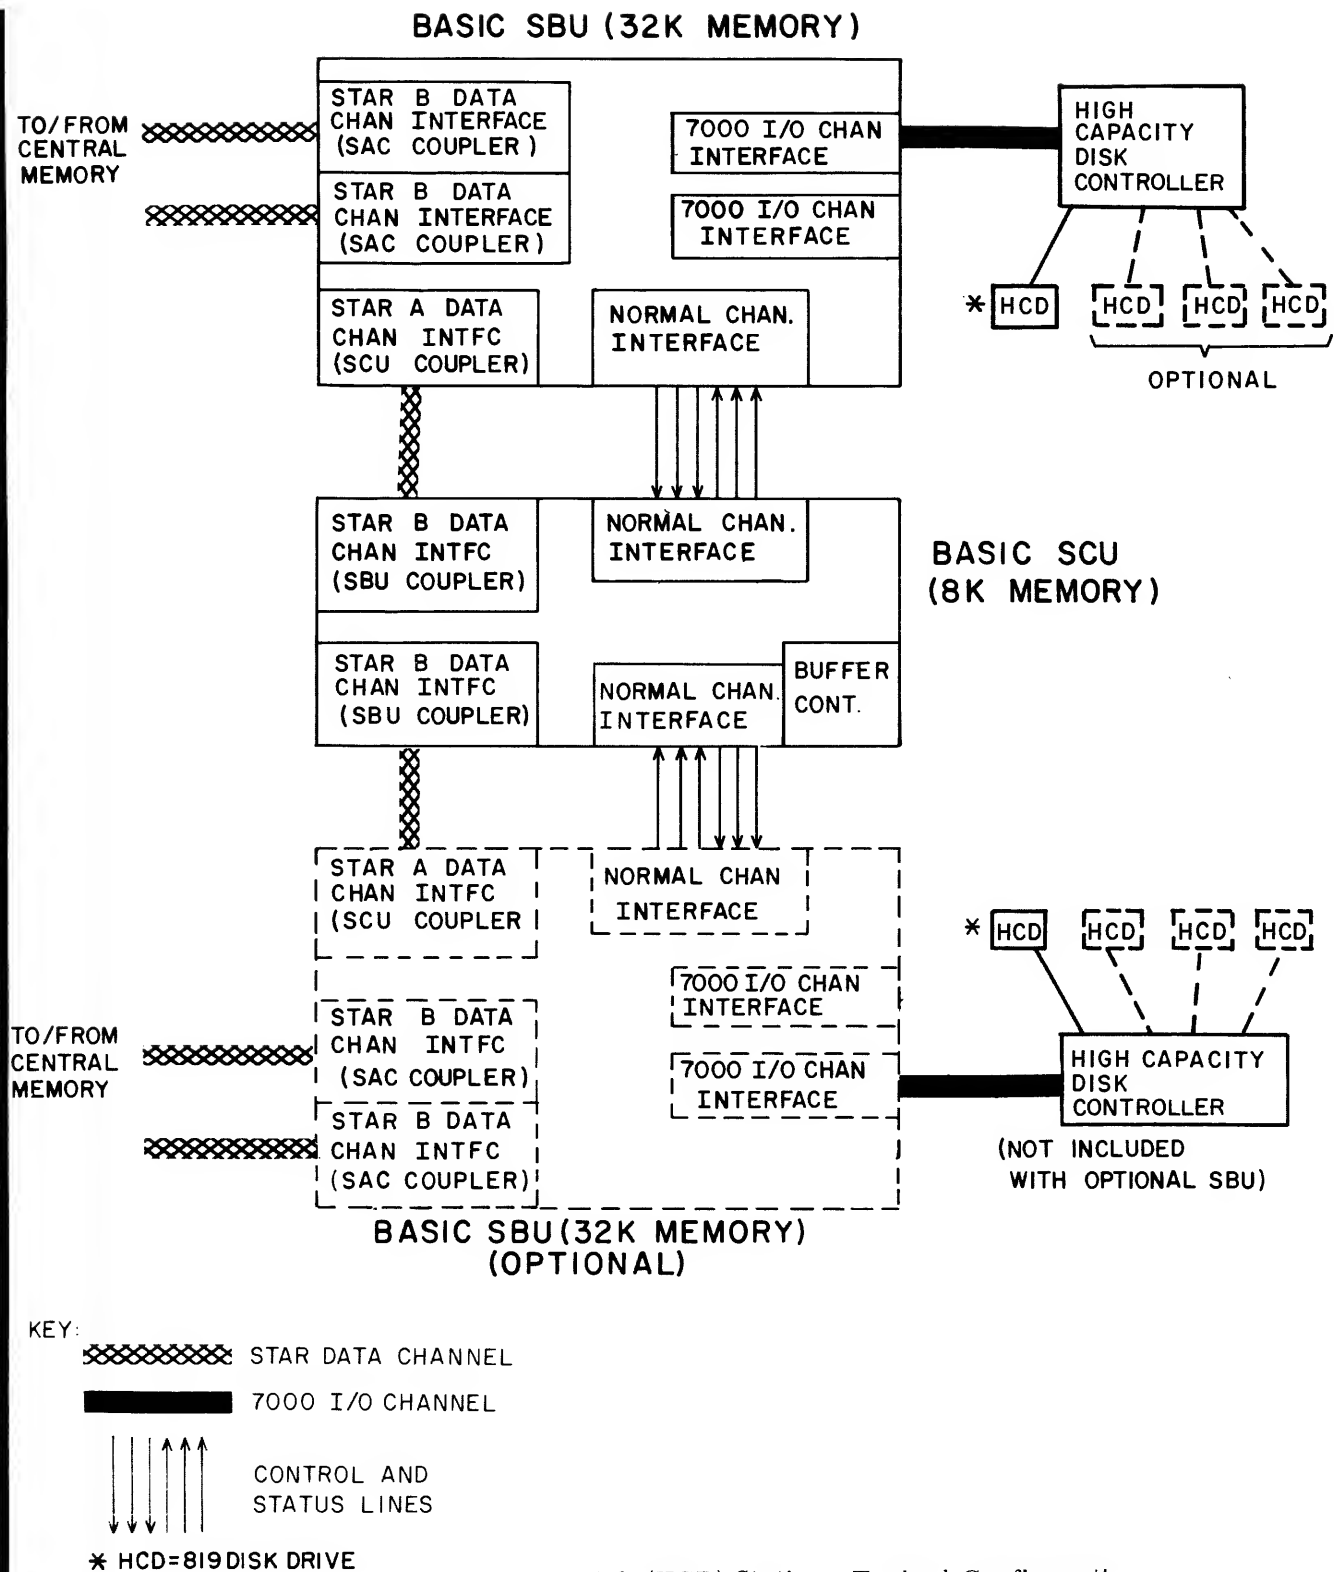 BASIC SBU (32K MEMORY)
TO/FROM
CENTRAL
MEMORY
STAR B DATA
CHAN INTERFACE
(SAC COUPLER)
STAR B DATA
CHAN INTERFACE
(SAC COUPLER)
7000 I/O CHAN
INTERFACE
7000 I/O CHAN
INTERFACE
HIGH
CAPACITY
DISK
CONTROLLER
* HCD HCD HCD HCD
OPTIONAL
STAR A DATA
CHAN INTFC
(SCU COUPLER)
NORMAL CHAN.
INTERFACE
STAR B DATA
CHAN INTFC
(SBU COUPLER)
NORMAL CHAN.
INTERFACE
BASIC SCU
(8K MEMORY)
STAR B DATA
CHAN INTFC
(SBU COUPLER)
NORMAL CHAN.
INTERFACE
BUFFER
CONT.
STAR A DATA
CHAN INTFC
(SCU COUPLER
NORMAL CHAN
INTERFACE
* HCD HCD HCD HCD
7000 I/O CHAN
INTERFACE
TO/FROM
CENTRAL
MEMORY
STAR B DATA
CHAN INTFC
(SAC COUPLER)
7000 I/O CHAN
INTERFACE
HIGH CAPACITY
DISK
CONTROLLER
(NOT INCLUDED
WITH OPTIONAL SBU)
STAR B DATA
CHAN INTFC
(SAC COUPLER)
BASIC SBU (32K MEMORY)
(OPTIONAL)
KEY:
STAR DATA CHANNEL
7000 I/O CHANNEL
CONTROL AND
STATUS LINES
* HCD=819 DISK DRIVE